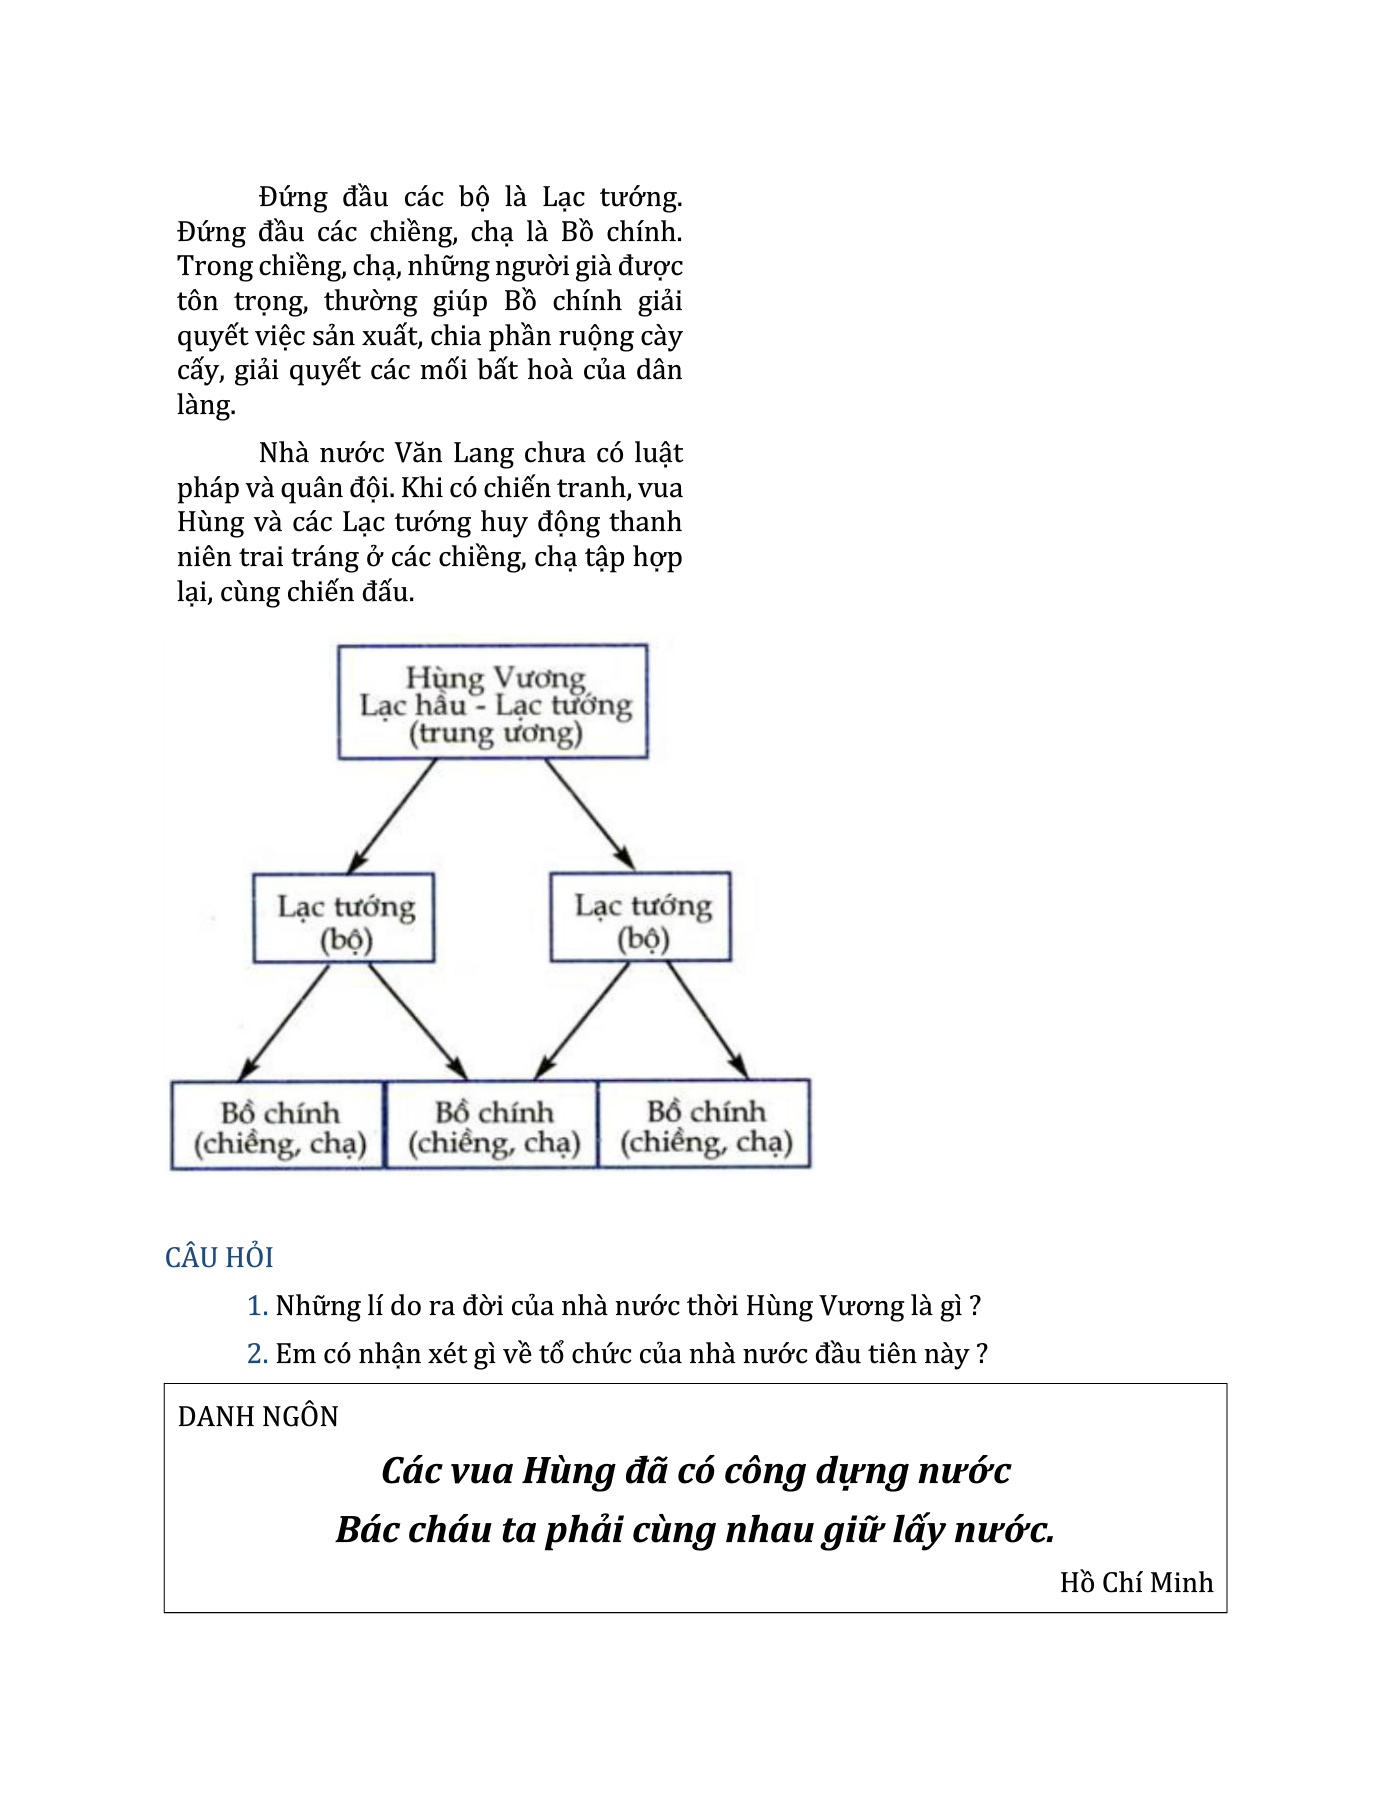 Đứng đầu các bộ là Lạc tướng.
Đứng đầu các chiềng, chạ là Bồ chính.
Trong chiềng, chạ, những người già được
tôn trọng, thường giúp Bồ chính giải
quyết việc sản xuất, chia phần ruộng cày
cấy, giải quyết các mối bất hoà của dân
làng.
Nhà nước Văn Lang chưa có luật
pháp và quân đội. Khi có chiến tranh, vua
Hùng và các Lạc tướng huy động thanh
niên trai tráng ở các chiềng, chạ tập hợp
lại, cùng chiến đấu.
Hùng Vương
Lạc hầu - Lạc tướng
(trung ương)
Lạc tướng
(bộ)
Lạc tướng
(bộ)
Bồ chính
(chiềng, chạ)
Bồ chính
(chiềng, chạ)
Bồ chính
(chiềng, chạ)
CÂU HỎI
1. Những lí do ra đời của nhà nước thời Hùng Vương là gì ?
2. Em có nhận xét gì về tổ chức của nhà nước đầu tiên này ?
DANH NGÔN
Các vua Hùng đã có công dựng nước
Bác cháu ta phải cùng nhau giữ lấy nước.
Hồ Chí Minh